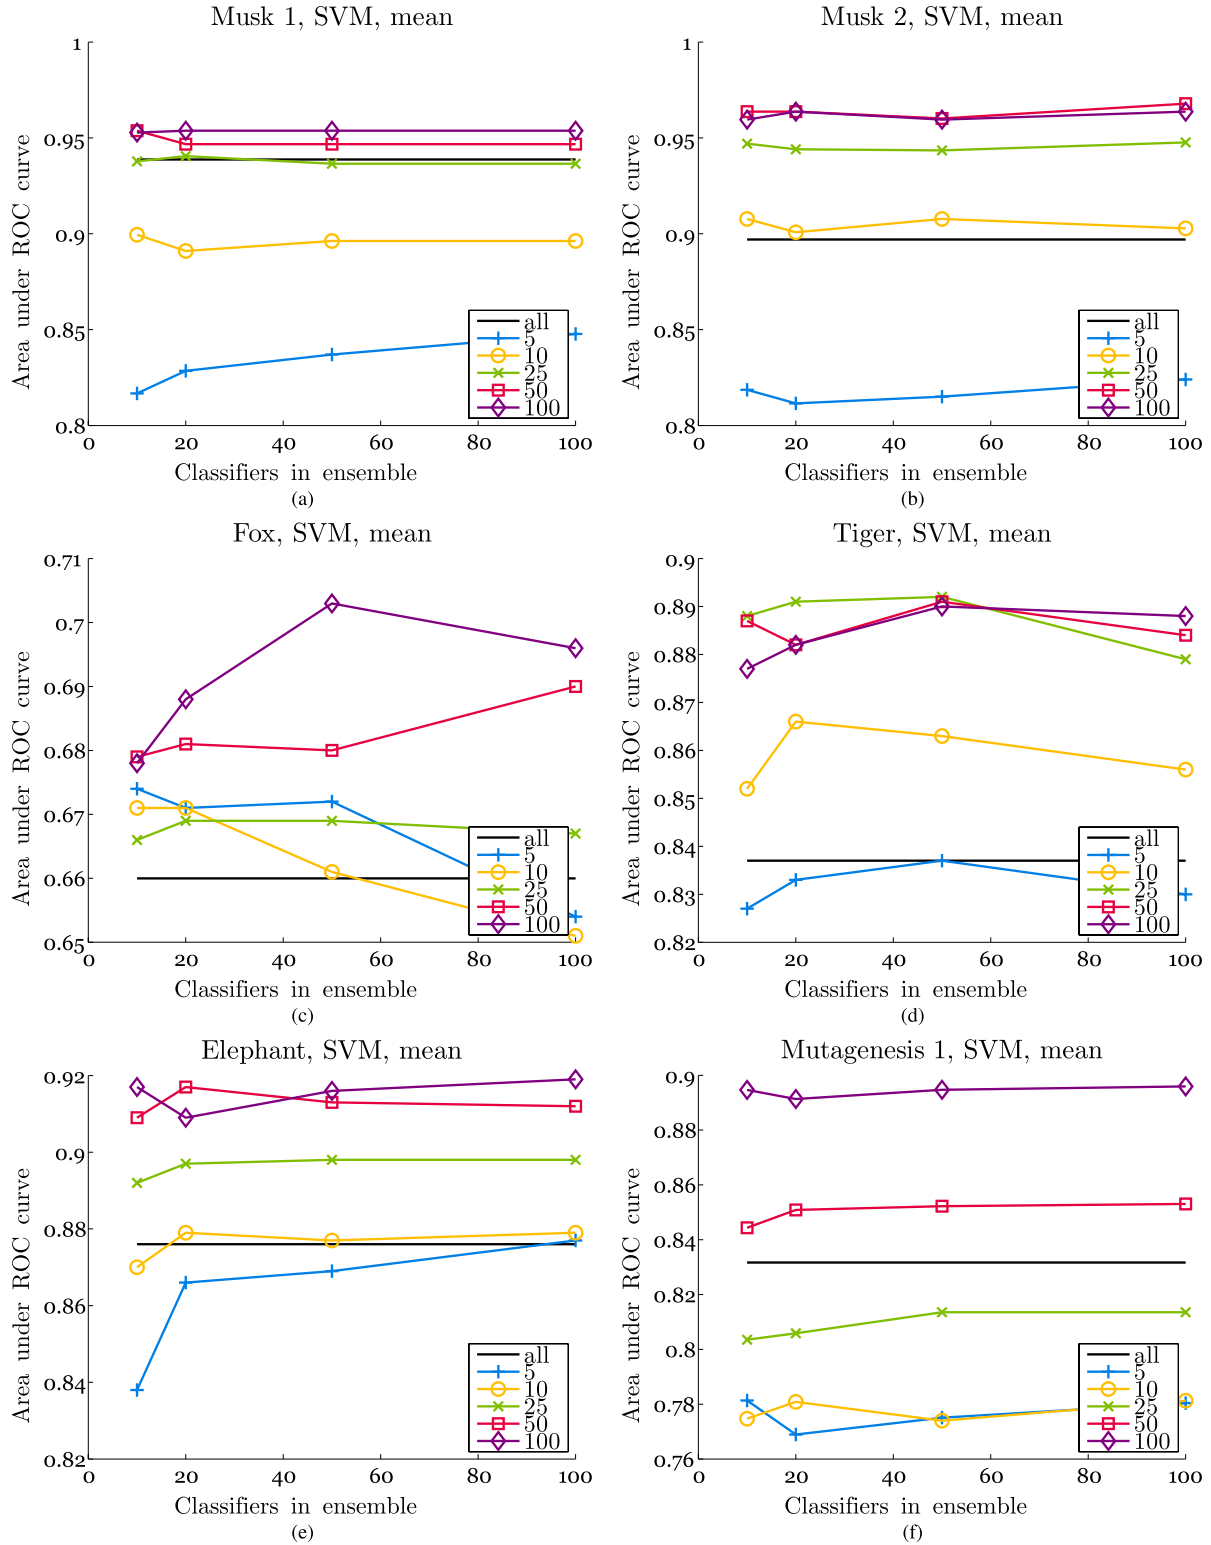 Musk 1, SVM, mean
1
0.95
0.9
0.85
0.8
0 20 40 60 80 100
Area under ROC curve
Classifiers in ensemble
all
5
10
25
50
100
(a)
Musk 2, SVM, mean
1
0.95
0.9
0.85
0.8
0 20 40 60 80 100
Area under ROC curve
Classifiers in ensemble
all
5
10
25
50
100
(b)
Fox, SVM, mean
0.71
0.7
0.69
0.68
0.67
0.66
0.65
0 20 40 60 80 100
Area under ROC curve
Classifiers in ensemble
all
5
10
25
50
100
(c)
Tiger, SVM, mean
0.9
0.89
0.88
0.87
0.86
0.85
0.84
0.83
0.82
0 20 40 60 80 100
Area under ROC curve
Classifiers in ensemble
all
5
10
25
50
100
(d)
Elephant, SVM, mean
0.92
0.9
0.88
0.86
0.84
0.82
0 20 40 60 80 100
Area under ROC curve
Classifiers in ensemble
all
5
10
25
50
100
(e)
Mutagenesis 1, SVM, mean
0.9
0.88
0.86
0.84
0.82
0.8
0.78
0.76
0 20 40 60 80 100
Area under ROC curve
Classifiers in ensemble
all
5
10
25
50
100
(f)